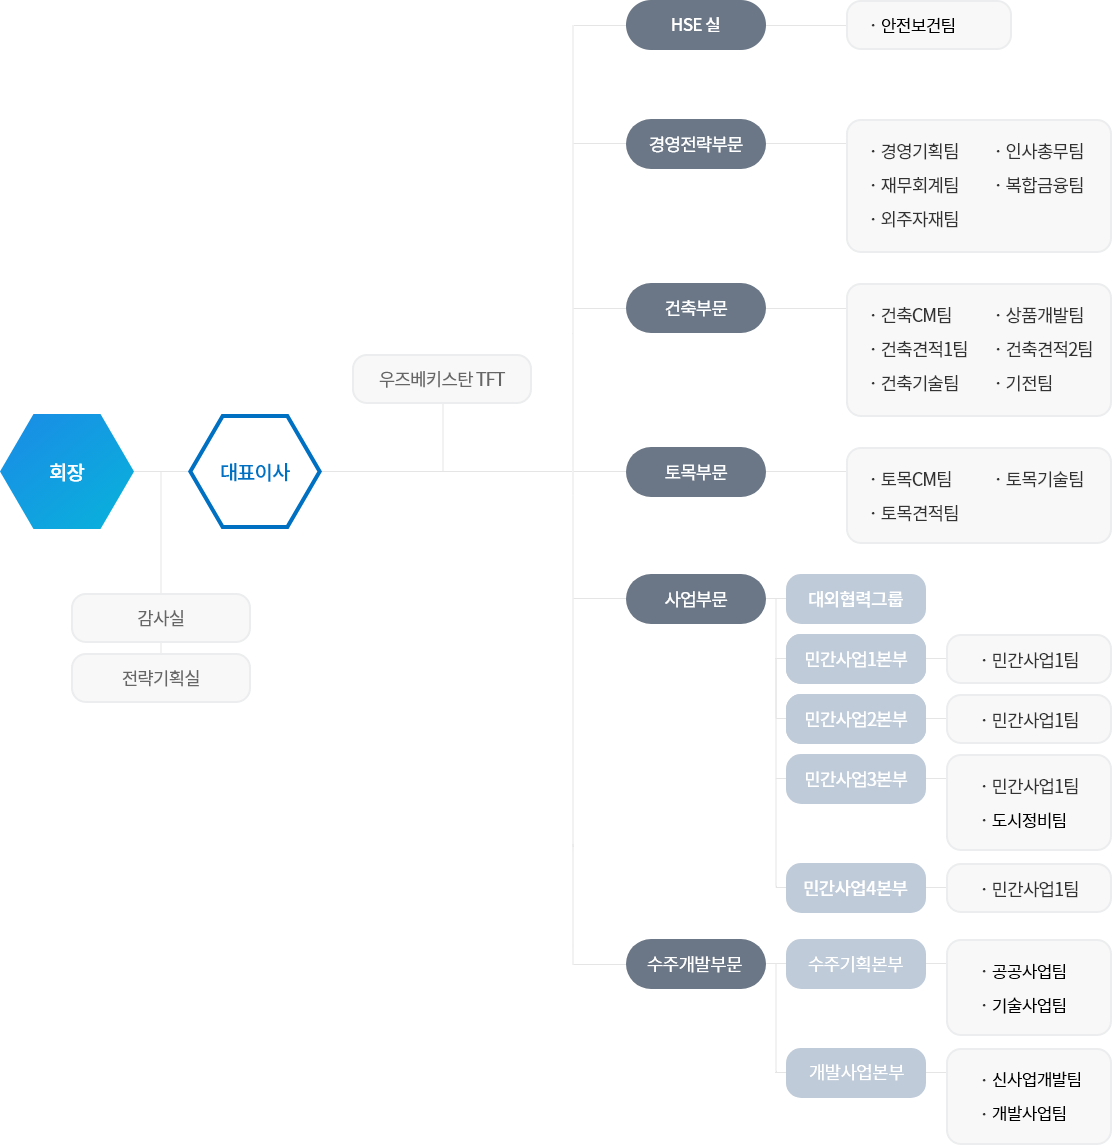 HSE 실
· 안전보건팀
경영전략부문
· 경영기획팀
· 인사총무팀
· 재무회계팀
· 복합금융팀
· 외주자재팀
건축부문
· 건축CM팀
· 상품개발팀
· 건축견적1팀
· 건축견적2팀
· 건축기술팀
· 기전팀
우즈베키스탄 TFT
회장
대표이사
토목부문
· 토목CM팀
· 토목기술팀
· 토목견적팀
감사실
전략기획실
사업부문
대외협력그룹
민간사업1본부
· 민간사업1팀
민간사업2본부
· 민간사업1팀
민간사업3본부
· 민간사업1팀
· 도시정비팀
민간사업4본부
· 민간사업1팀
수주개발부문
수주기획본부
· 공공사업팀
· 기술사업팀
개발사업본부
· 신사업개발팀
· 개발사업팀